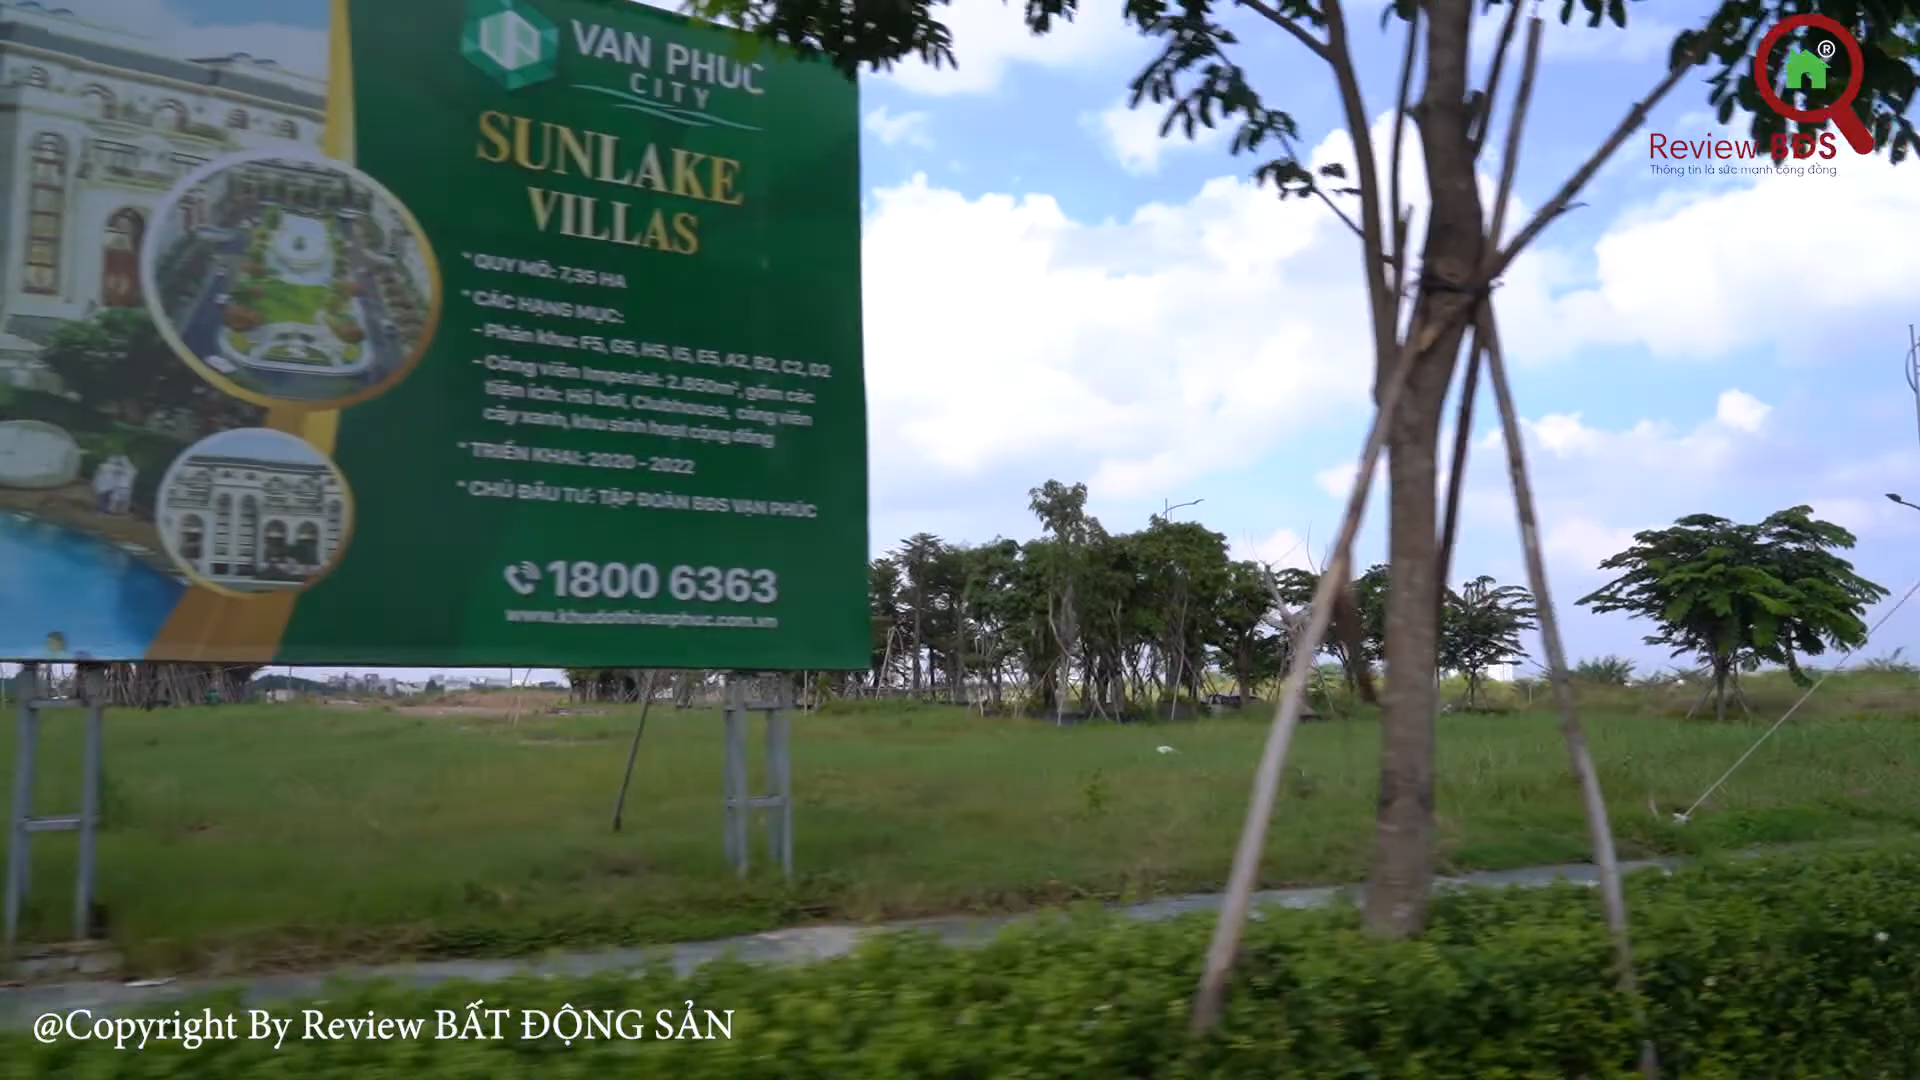 VAN PHUC
CITY
SUNLAKE
VILLAS
* QUY MÔ: 7,35 HA
* CÁC HẠNG MỤC:
- Phân khu: F5, G5, H5, I5, E5, A2, B2, C2, D2
- Công viên Imperial: 2.850m², gồm các
tiện ích: Hồ bơi, Clubhouse, công viên
cây xanh, khu sinh hoạt cộng đồng
* TRIỂN KHAI: 2020 - 2022
* CHỦ ĐẦU TƯ: TẬP ĐOÀN BĐS VẠN PHÚC
1800 6363
www.khudothivanphuc.com.vn
®
Review BĐS
Thông tin là sức mạnh cộng đồng
@Copyright By Review BẤT ĐỘNG SẢN